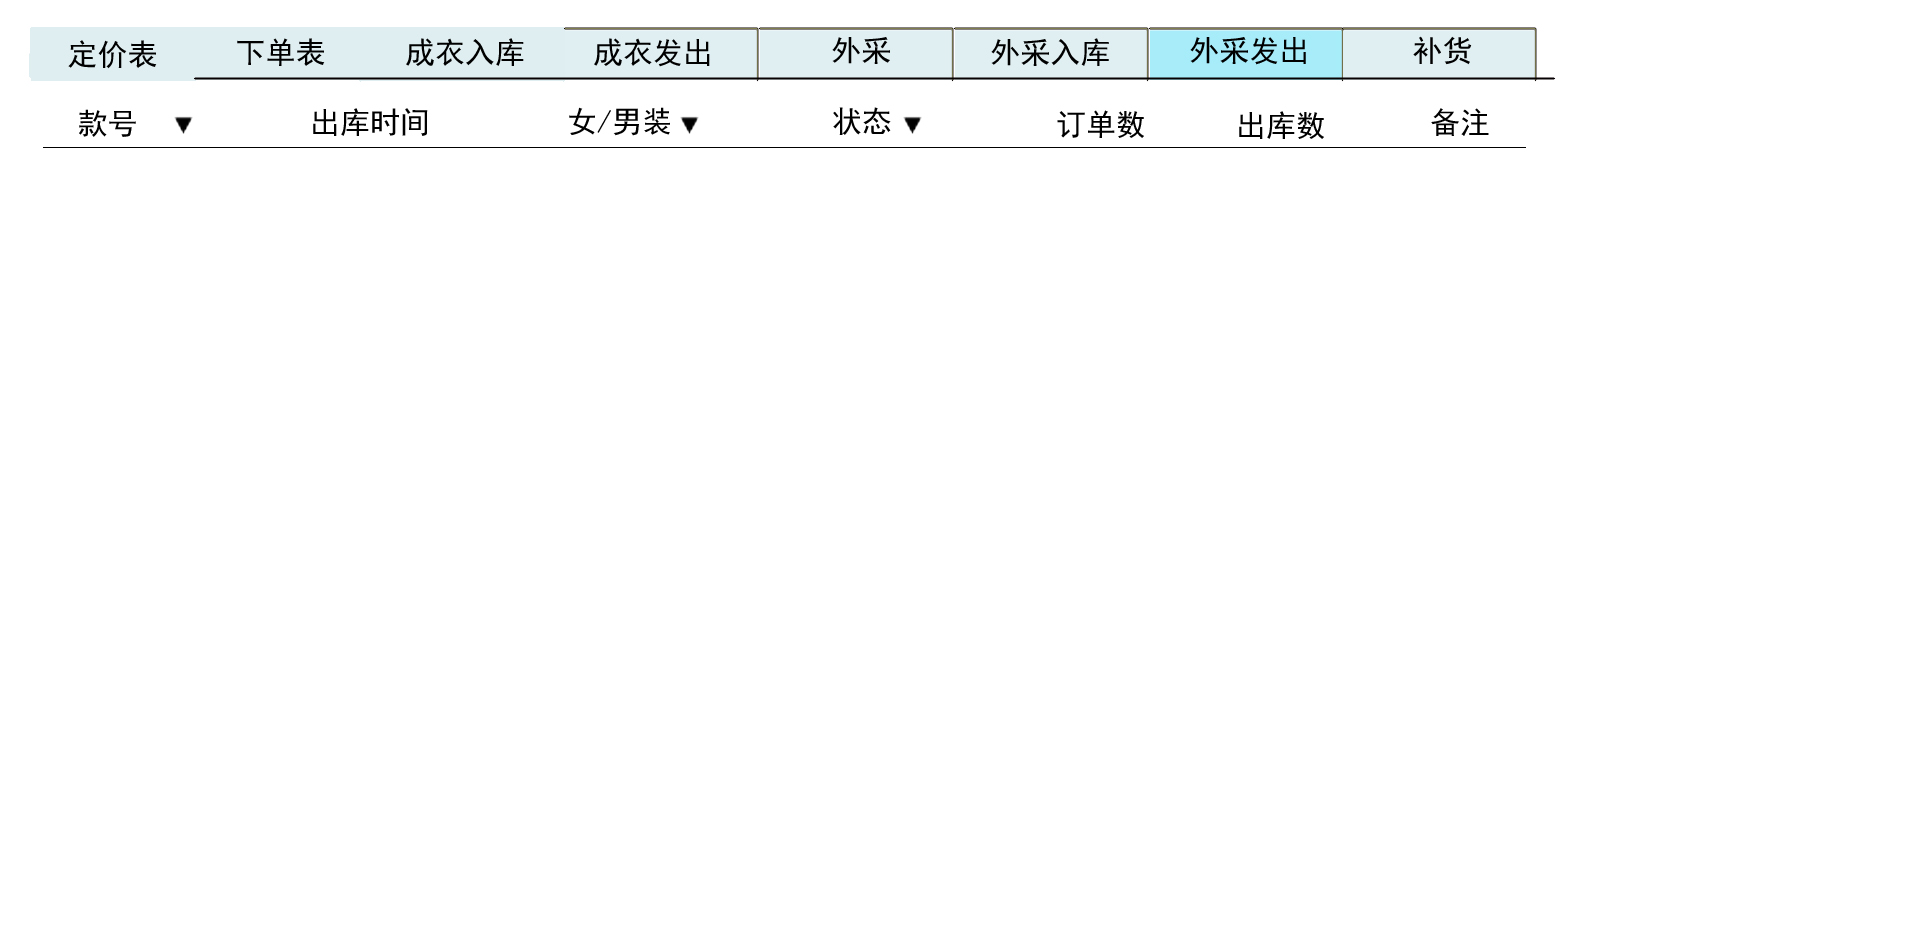 定价表 下单表 成衣入库 成衣发出 外采 外采入库 外采发出 补货
款号 ▼ 出库时间 女/男装 ▼ 状态 ▼ 订单数 出库数 备注